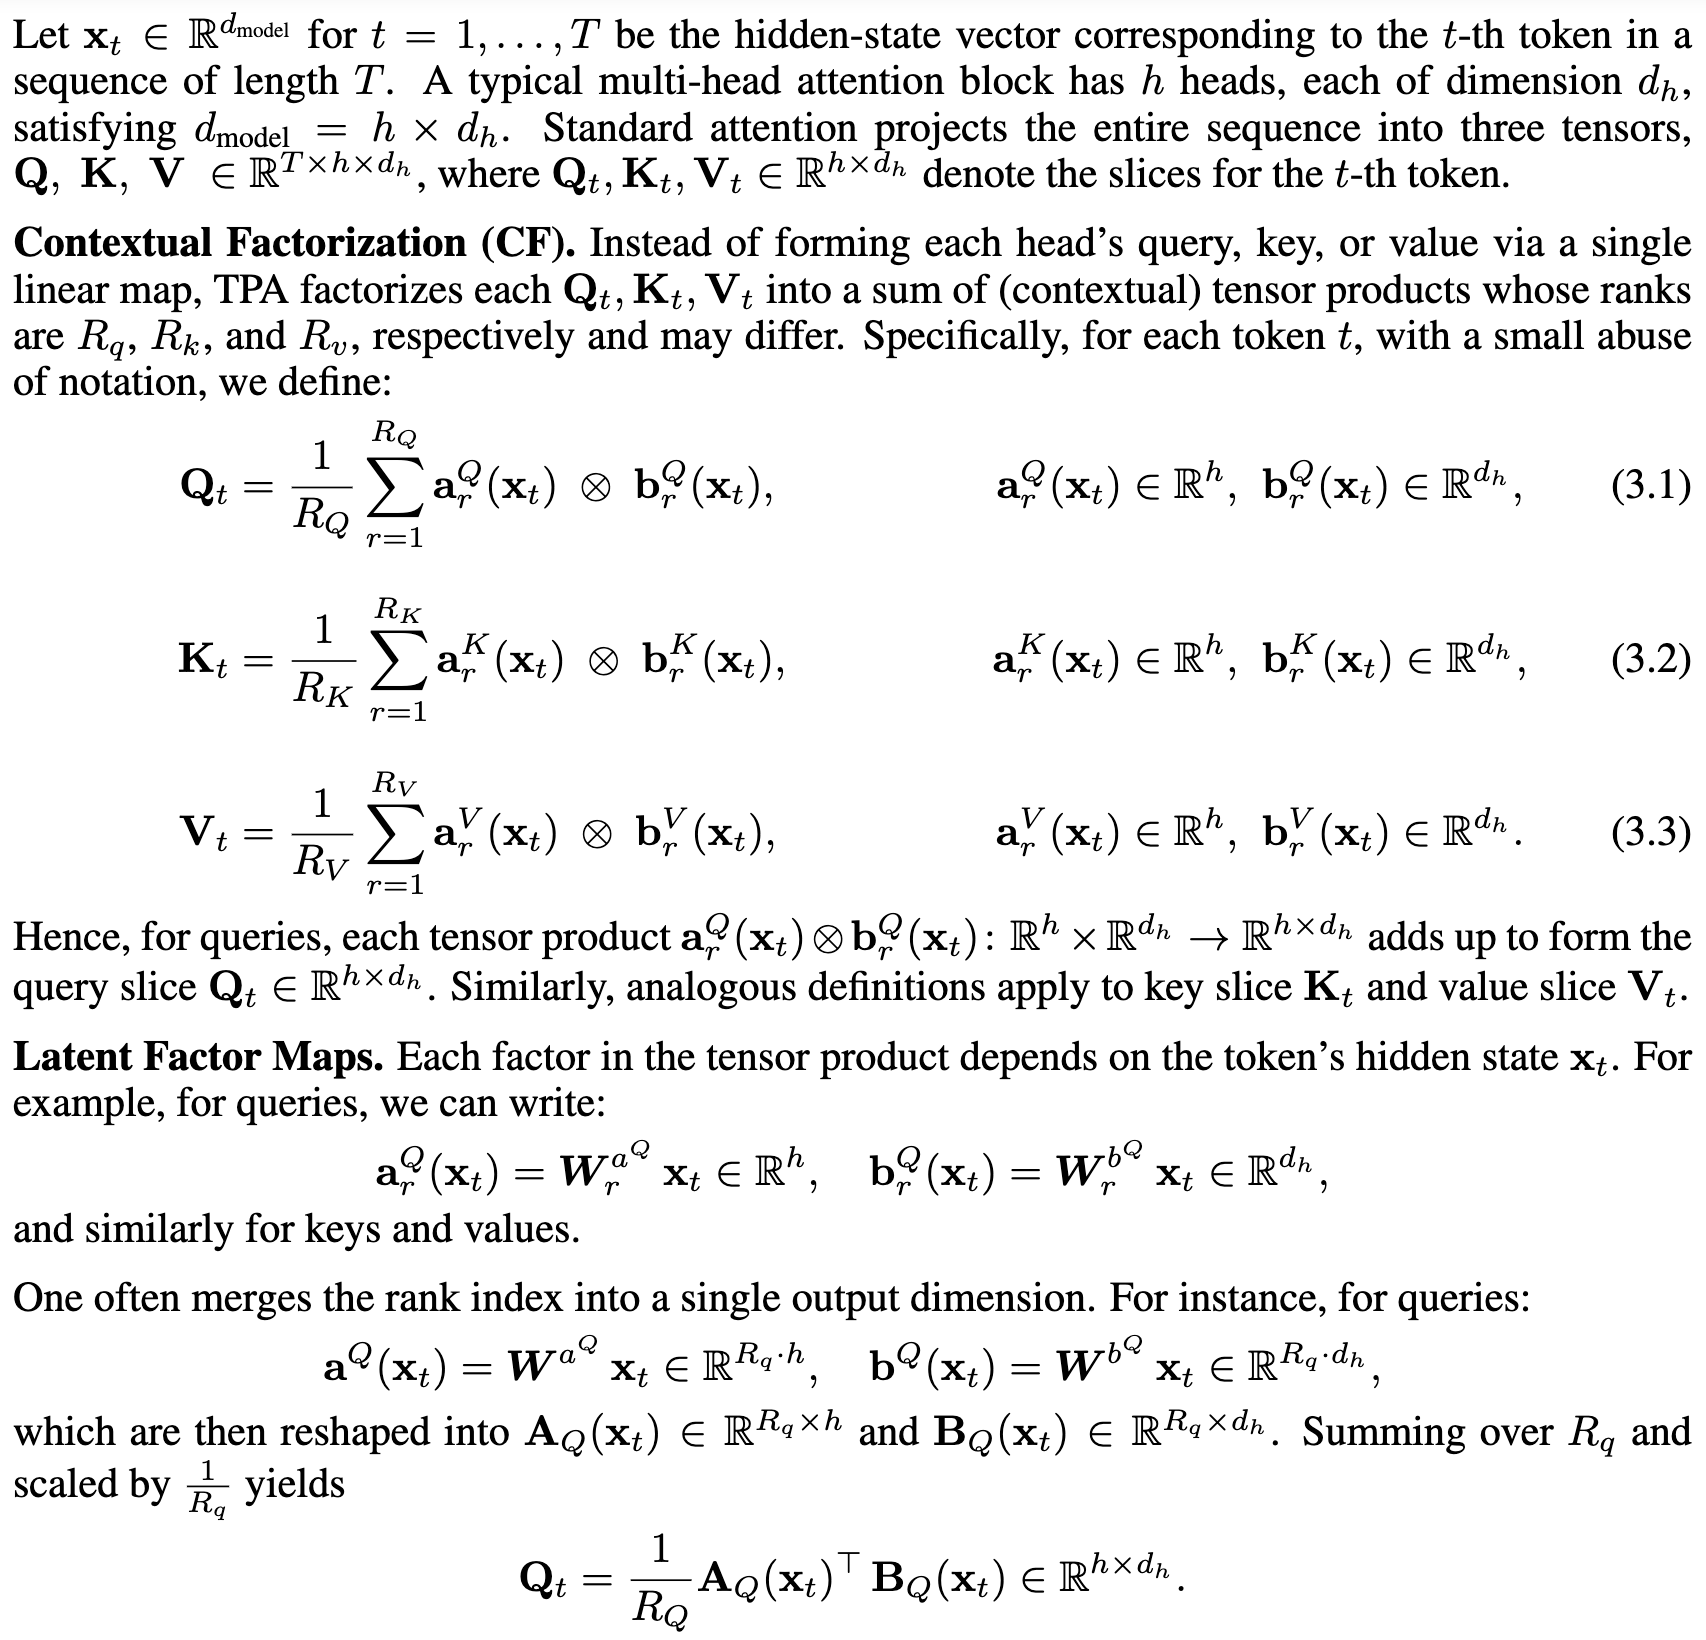 Let $\mathbf{x}_t \in \mathbb{R}^{d_{\text{model}}}$ for $t = 1, \ldots, T$ be the hidden-state vector corresponding to the $t$-th token in a
sequence of length $T$. A typical multi-head attention block has $h$ heads, each of dimension $d_h$,
satisfying $d_{\text{model}} = h \times d_h$. Standard attention projects the entire sequence into three tensors,
$\mathbf{Q}, \mathbf{K}, \mathbf{V} \in \mathbb{R}^{T \times h \times d_h}$, where $\mathbf{Q}_t, \mathbf{K}_t, \mathbf{V}_t \in \mathbb{R}^{h \times d_h}$ denote the slices for the $t$-th token.
Contextual Factorization (CF). Instead of forming each head's query, key, or value via a single
linear map, TPA factorizes each $\mathbf{Q}_t, \mathbf{K}_t, \mathbf{V}_t$ into a sum of (contextual) tensor products whose ranks
are $R_q$, $R_k$, and $R_v$, respectively and may differ. Specifically, for each token $t$, with a small abuse
of notation, we define:
$\mathbf{Q}_t = \frac{1}{R_Q} \sum_{r=1}^{R_Q} \mathbf{a}_r^Q(\mathbf{x}_t) \otimes \mathbf{b}_r^Q(\mathbf{x}_t), \quad \mathbf{a}_r^Q(\mathbf{x}_t) \in \mathbb{R}^h, \mathbf{b}_r^Q(\mathbf{x}_t) \in \mathbb{R}^{d_h},$ (3.1)
$\mathbf{K}_t = \frac{1}{R_K} \sum_{r=1}^{R_K} \mathbf{a}_r^K(\mathbf{x}_t) \otimes \mathbf{b}_r^K(\mathbf{x}_t), \quad \mathbf{a}_r^K(\mathbf{x}_t) \in \mathbb{R}^h, \mathbf{b}_r^K(\mathbf{x}_t) \in \mathbb{R}^{d_h},$ (3.2)
$\mathbf{V}_t = \frac{1}{R_V} \sum_{r=1}^{R_V} \mathbf{a}_r^V(\mathbf{x}_t) \otimes \mathbf{b}_r^V(\mathbf{x}_t), \quad \mathbf{a}_r^V(\mathbf{x}_t) \in \mathbb{R}^h, \mathbf{b}_r^V(\mathbf{x}_t) \in \mathbb{R}^{d_h}.$ (3.3)
Hence, for queries, each tensor product $\mathbf{a}_r^Q(\mathbf{x}_t) \otimes \mathbf{b}_r^Q(\mathbf{x}_t) \colon \mathbb{R}^h \times \mathbb{R}^{d_h} \to \mathbb{R}^{h \times d_h}$ adds up to form the
query slice $\mathbf{Q}_t \in \mathbb{R}^{h \times d_h}$. Similarly, analogous definitions apply to key slice $\mathbf{K}_t$ and value slice $\mathbf{V}_t$.
Latent Factor Maps. Each factor in the tensor product depends on the token's hidden state $\mathbf{x}_t$. For
example, for queries, we can write:
$\mathbf{a}_r^Q(\mathbf{x}_t) = \boldsymbol{W}_r^{a^Q} \mathbf{x}_t \in \mathbb{R}^h, \quad \mathbf{b}_r^Q(\mathbf{x}_t) = \boldsymbol{W}_r^{b^Q} \mathbf{x}_t \in \mathbb{R}^{d_h},$
and similarly for keys and values.
One often merges the rank index into a single output dimension. For instance, for queries:
$\mathbf{a}^Q(\mathbf{x}_t) = \boldsymbol{W}^{a^Q} \mathbf{x}_t \in \mathbb{R}^{R_q \cdot h}, \quad \mathbf{b}^Q(\mathbf{x}_t) = \boldsymbol{W}^{b^Q} \mathbf{x}_t \in \mathbb{R}^{R_q \cdot d_h},$
which are then reshaped into $\mathbf{A}_Q(\mathbf{x}_t) \in \mathbb{R}^{R_q \times h}$ and $\mathbf{B}_Q(\mathbf{x}_t) \in \mathbb{R}^{R_q \times d_h}$. Summing over $R_q$ and
scaled by $\frac{1}{R_q}$ yields
$\mathbf{Q}_t = \frac{1}{R_Q} \mathbf{A}_Q(\mathbf{x}_t)^\top \mathbf{B}_Q(\mathbf{x}_t) \in \mathbb{R}^{h \times d_h}.$